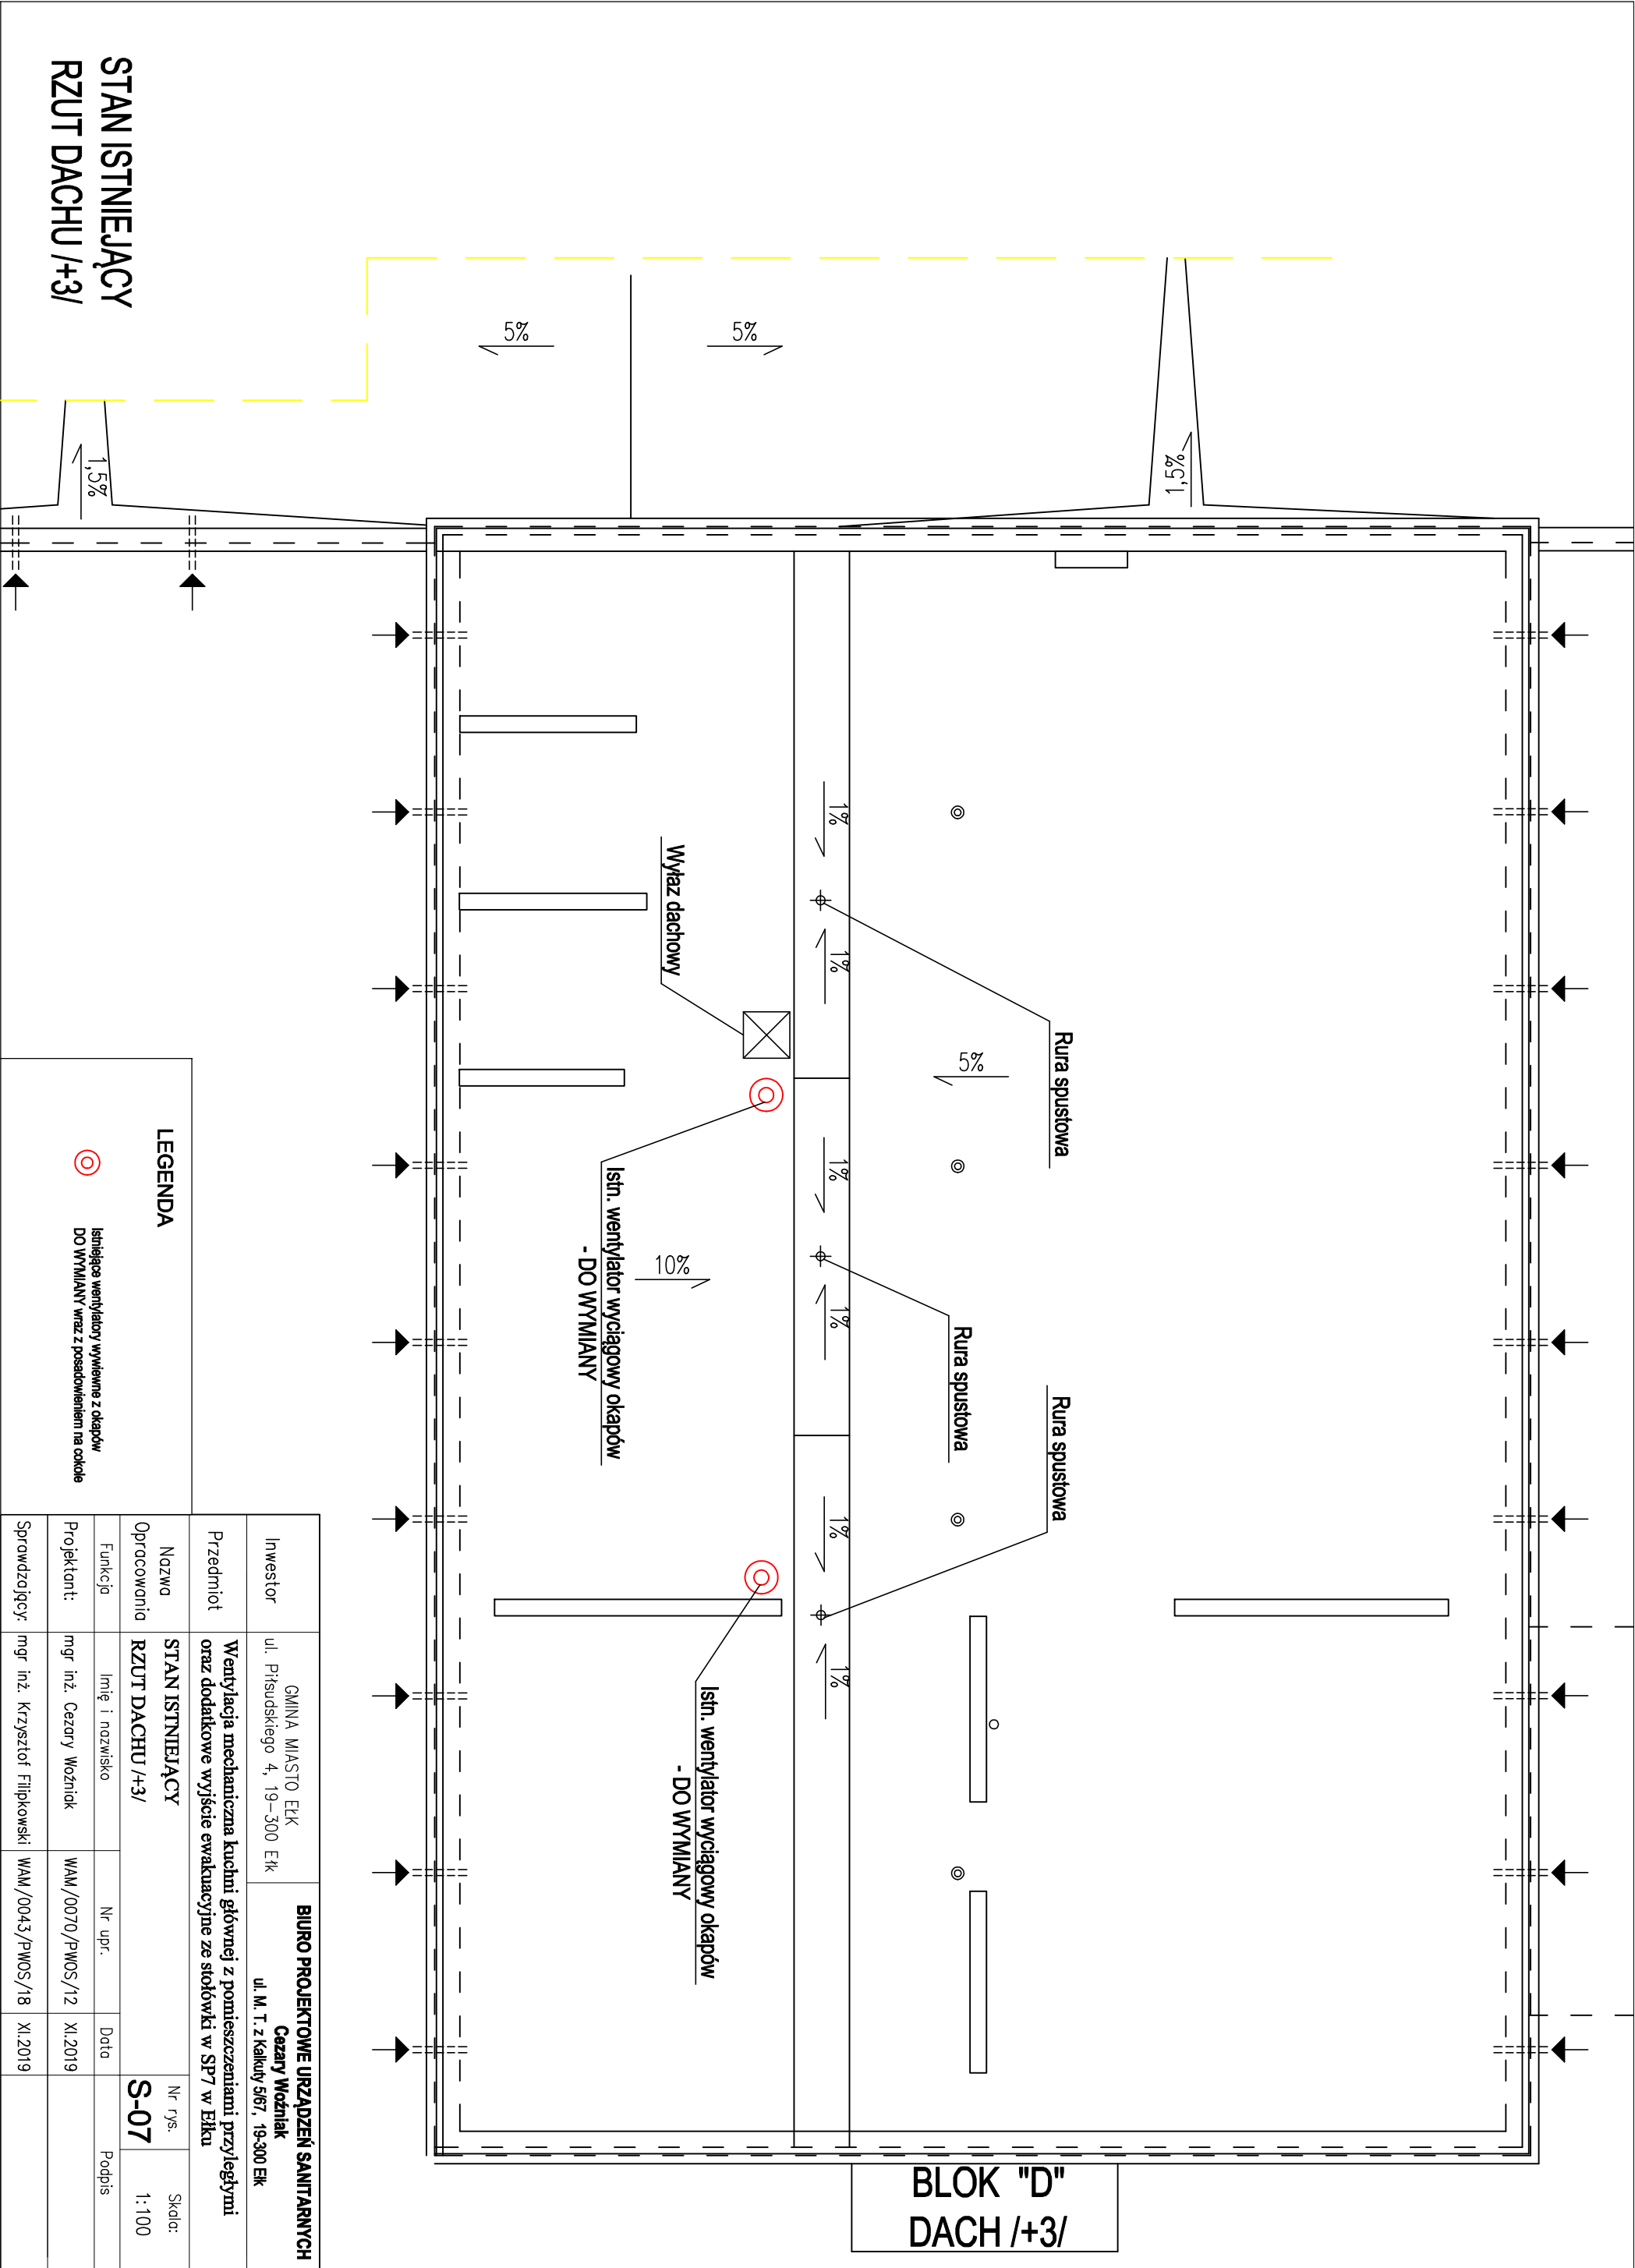 STAN ISTNIEJĄCY
RZUT DACHU /+3/
5%
5%
1,5%
1,5%
1%
1%
1%
1%
1%
1%
5%
10%
Wyłaz dachowy
Rura spustowa
Rura spustowa
Rura spustowa
Istn. wentylator wyciągowy okapów
- DO WYMIANY
Istn. wentylator wyciągowy okapów
- DO WYMIANY
BLOK "D"
DACH /+3/
LEGENDA
Istniejące wentylatory wywiewne z okapów
DO WYMIANY wraz z posadowieniem na cokole
Inwestor
GMINA MIASTO EŁK
ul. Piłsudskiego 4, 19-300 Ełk
BIURO PROJEKTOWE URZĄDZEŃ SANITARNYCH
Cezary Woźniak
ul. M. T. z Kalkuty 5/67, 19-300 Ełk
Przedmiot
Wentylacja mechaniczna kuchni głównej z pomieszczeniami przyległymi
oraz dodatkowe wyjście ewakuacyjne ze stołówki w SP7 w Ełku
Nazwa
Opracowania
STAN ISTNIEJĄCY
RZUT DACHU /+3/
Nr rys.
S-07
Skala:
1:100
Funkcja Imię i nazwisko Nr upr. Data Podpis
Projektant: mgr inż. Cezary Woźniak WAM/0070/PWOS/12 XI.2019
Sprawdzający: mgr inż. Krzysztof Filipkowski WAM/0043/PWOS/18 XI.2019